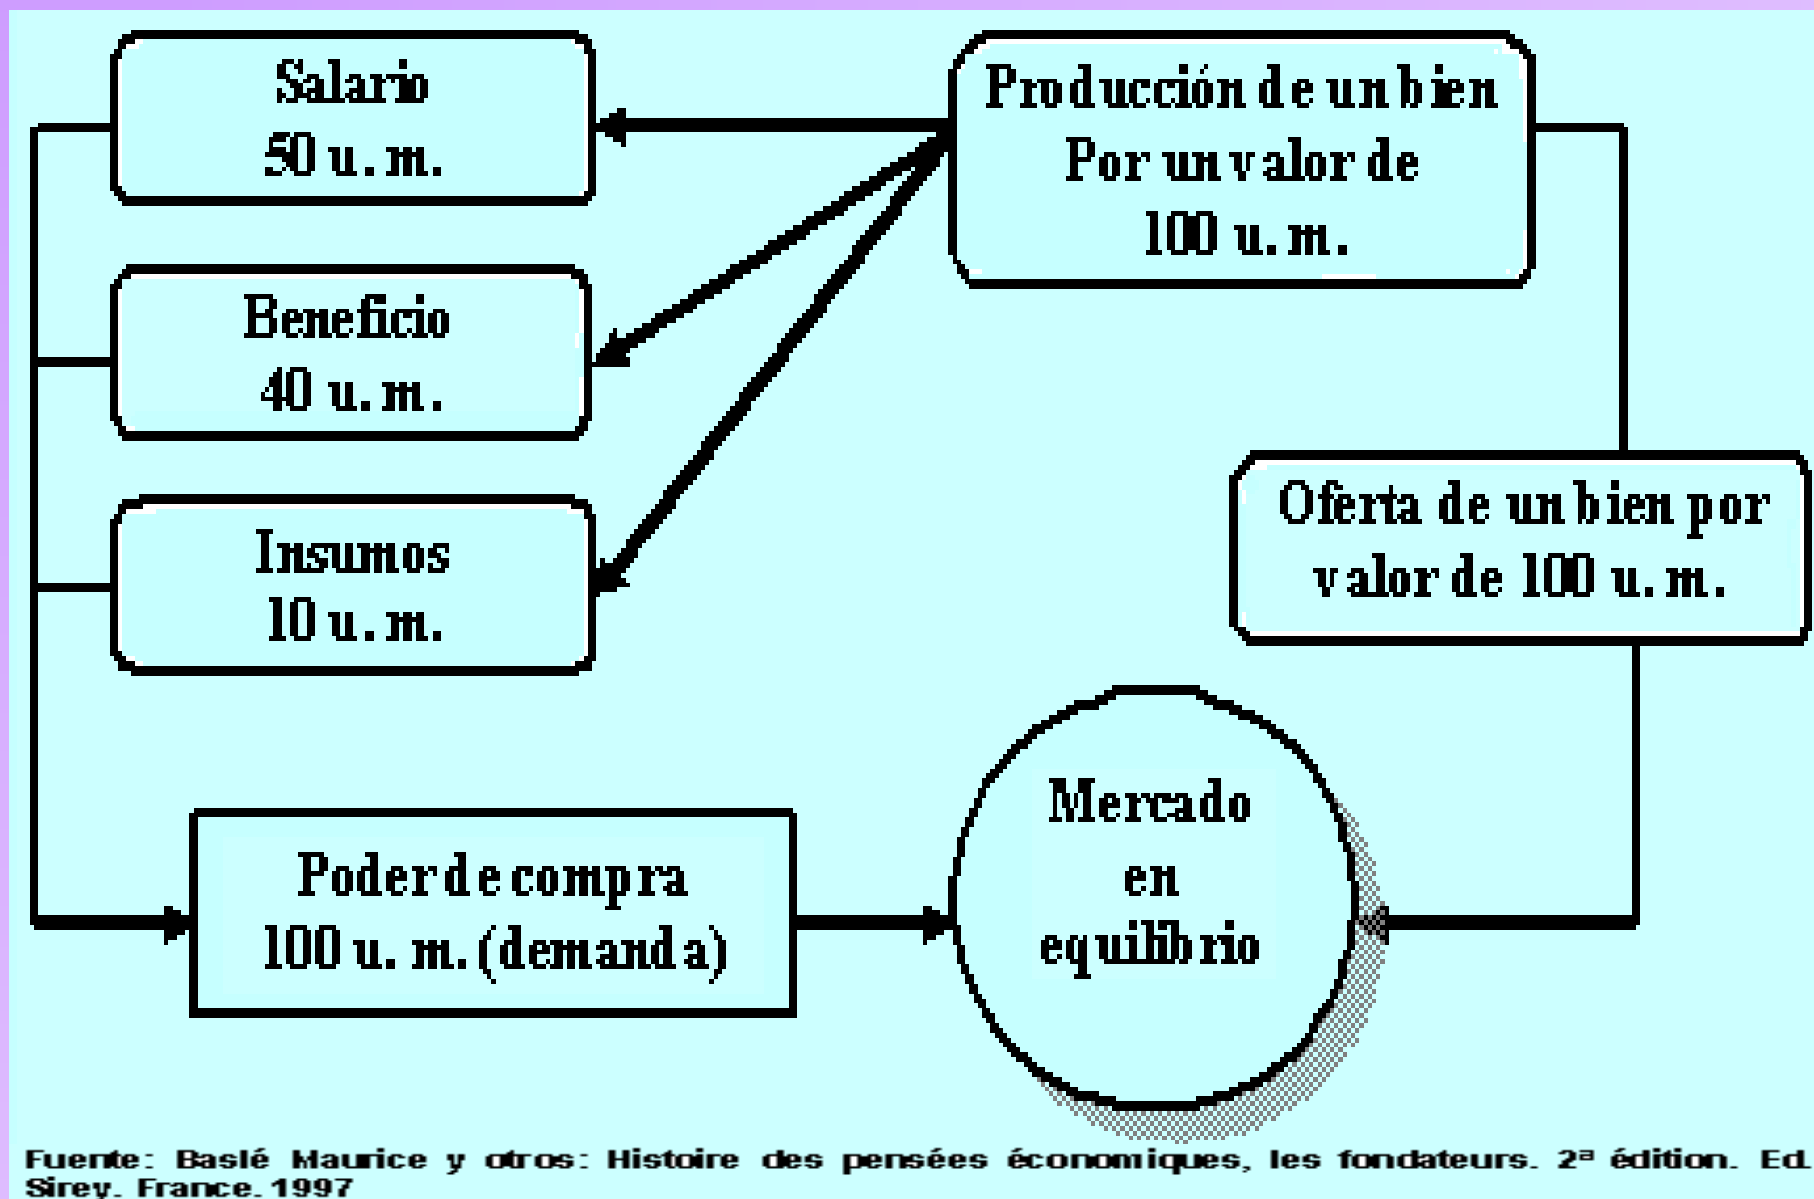 Salario
50 u. m.
Producción de un bien
Por un valor de
100 u. m.
Beneficio
40 u. m.
Insumos
10 u. m.
Oferta de un bien por
valor de 100 u. m.
Poder de compra
100 u. m. (demanda)
Mercado
en
equilibrio
Fuente: Baslé Maurice y otros: Histoire des pensées économiques, les fondateurs. 2ª édition. Ed.
Sirey. France. 1997